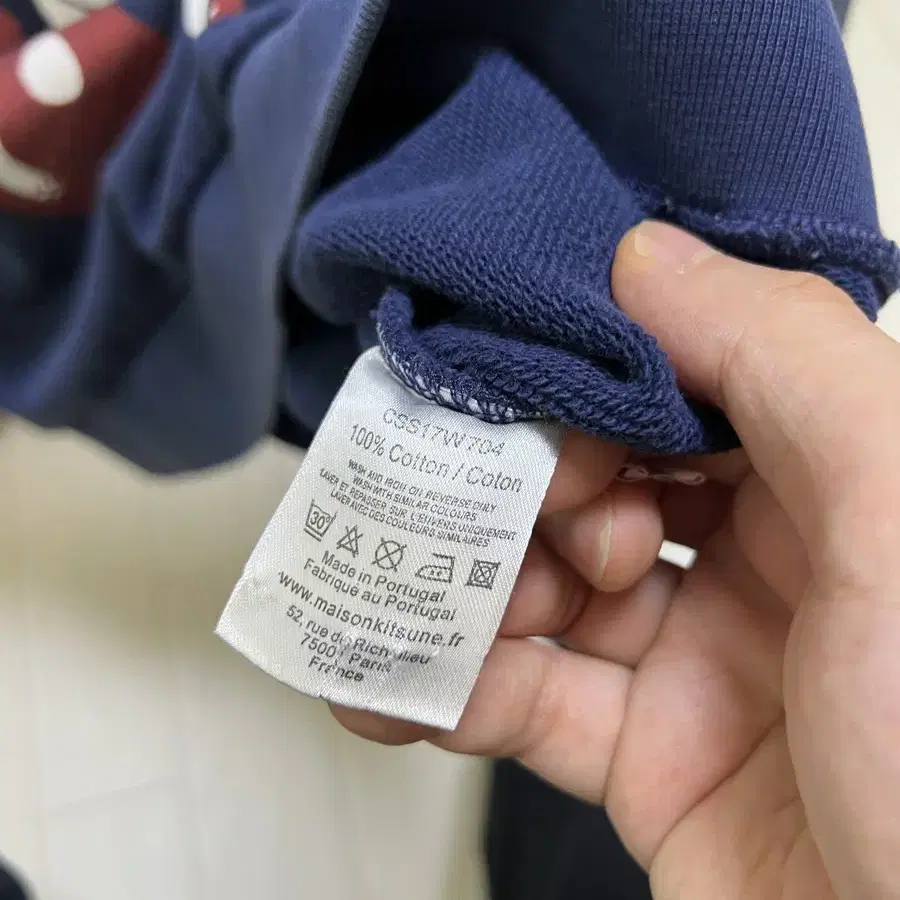 CSS17W704
100% Cotton / Coton
WASH AND IRON ON REVERSE ONLY
WASH WITH SIMILAR COLOURS
LAVER ET REPASSER SUR L'ENVERS UNIQUEMENT
LAVER AVEC DES COULEURS SIMILAIRES
30°
Made in Portugal
Fabrique au Portugal
www.maisonkitsune.fr
52, rue de Richelieu
75001 Paris
France